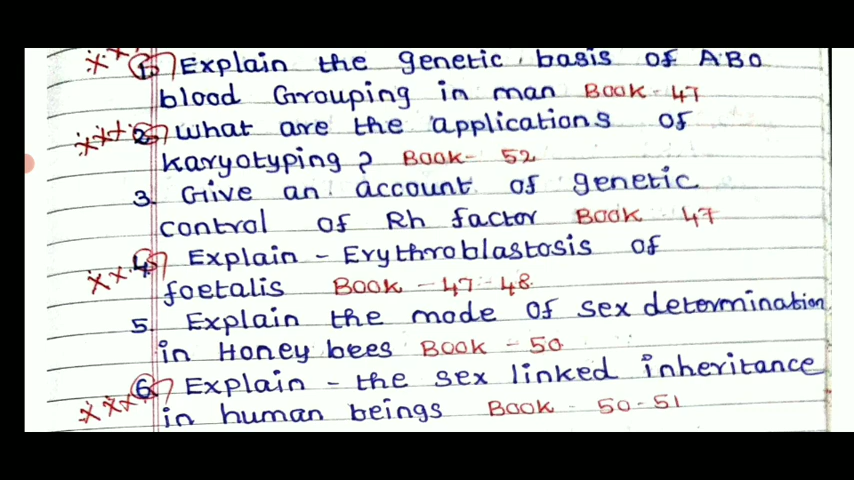 1. Explain the genetic basis of ABO
blood Grouping in man Book - 47
2. What are the applications of
karyotyping? Book- 52
3. Give an account of genetic
control of Rh factor Book - 47
4. Explain - Erythroblastosis of
foetalis Book - 47-48.
5. Explain the mode of sex determination
in Honey bees Book - 50
6. Explain - the sex linked inheritance
in human beings Book - 50-51